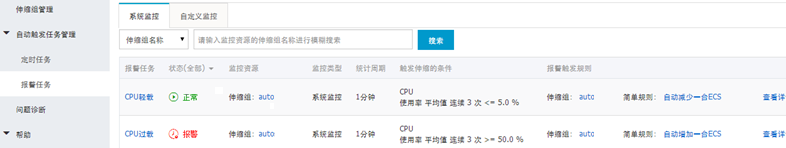 伸缩组管理
自动触发任务管理
定时任务
报警任务
问题诊断
帮助
系统监控 自定义监控
伸缩组名称 请输入监控资源的伸缩组名称进行模糊搜索 搜索
报警任务 状态(全部) 监控资源 监控类型 统计周期 触发伸缩的条件 报警触发规则
CPU轻载 正常 伸缩组: auto 系统监控 1分钟 CPU
使用率 平均值 连续 3 次 <= 5.0 % 伸缩组: auto 简单规则: 自动减少一台ECS 查看详
CPU过载 报警 伸缩组: auto 系统监控 1分钟 CPU
使用率 平均值 连续 3 次 >= 50.0 % 伸缩组: auto 简单规则: 自动增加一台ECS 查看详